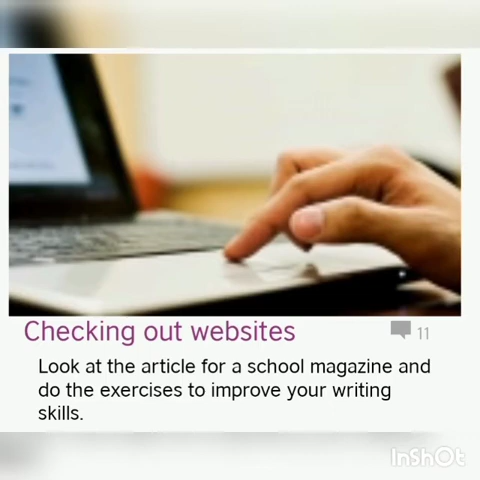 Checking out websites
11
Look at the article for a school magazine and
do the exercises to improve your writing
skills.
InShOt